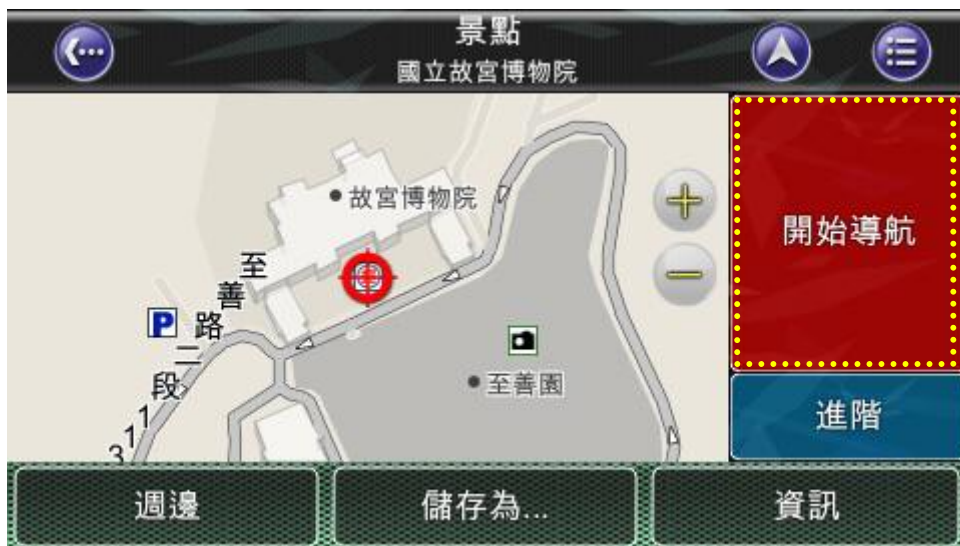 景點
國立故宮博物院
故宮博物院
開始導航
至善路二段
311
P
至善園
進階
週邊
儲存為...
資訊